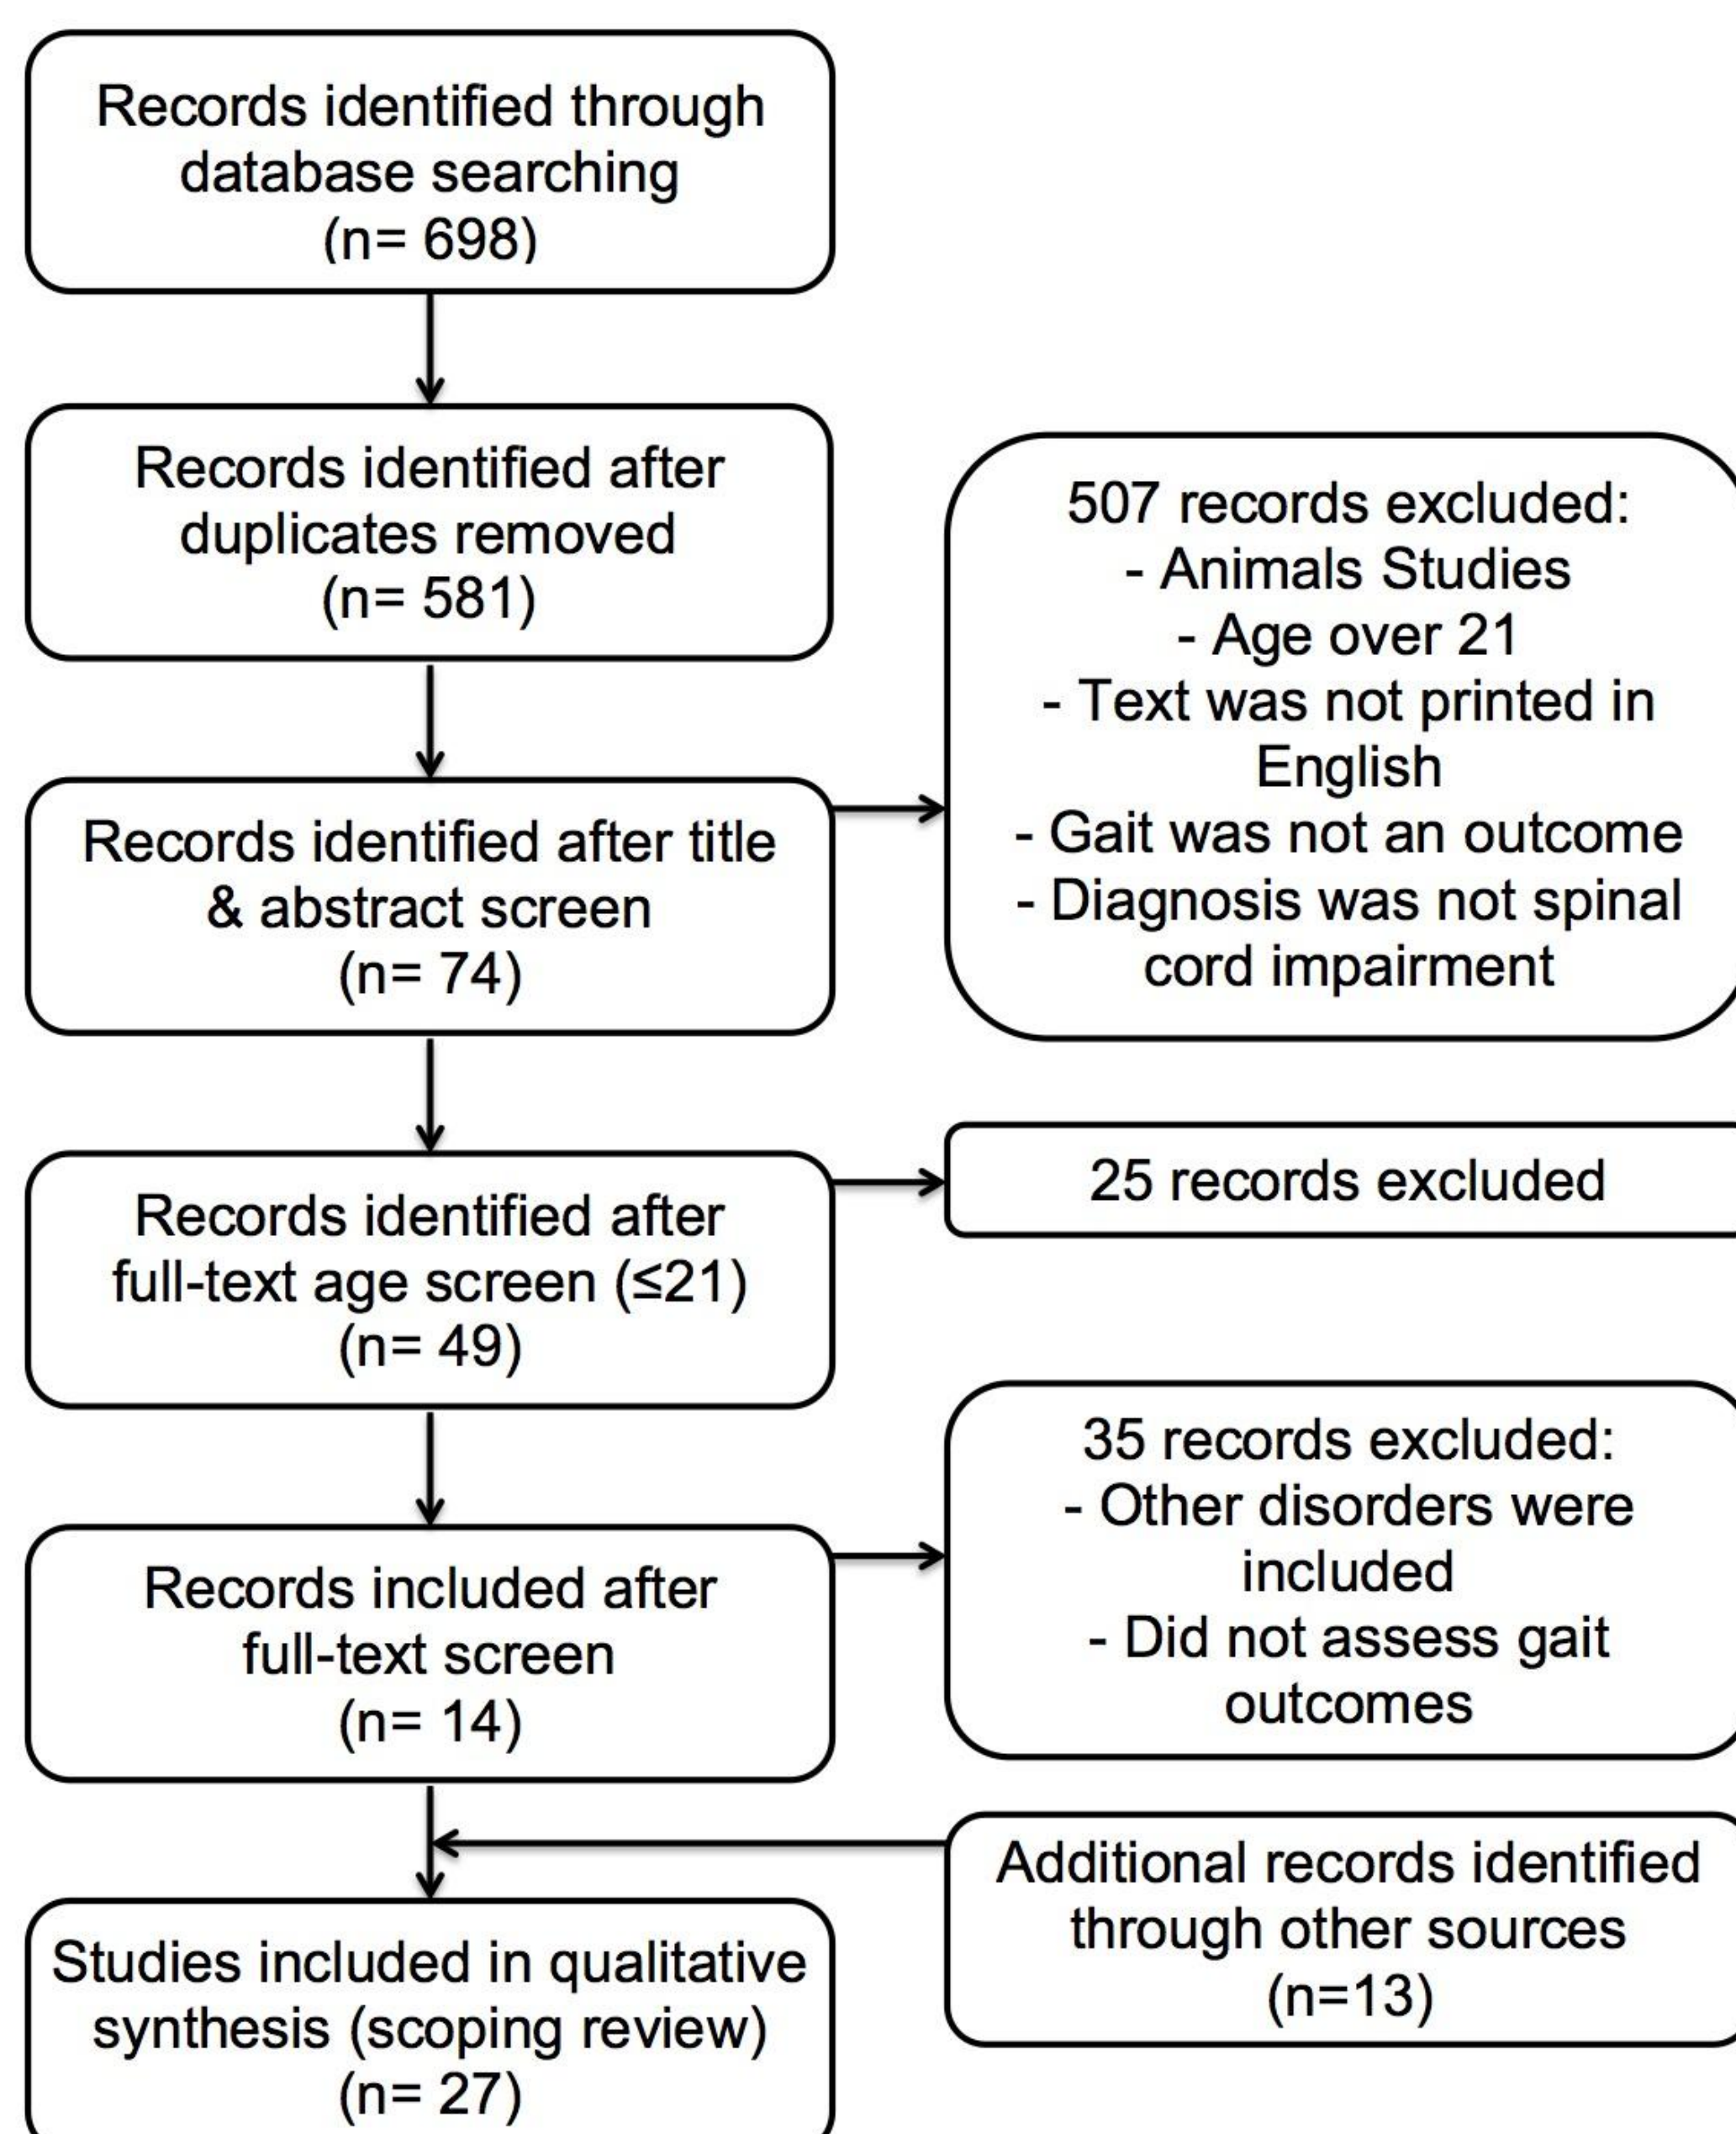 Records identified through
database searching
(n= 698)
Records identified after
duplicates removed
(n= 581)
507 records excluded:
- Animals Studies
- Age over 21
- Text was not printed in
English
- Gait was not an outcome
- Diagnosis was not spinal
cord impairment
Records identified after title
& abstract screen
(n= 74)
25 records excluded
Records identified after
full-text age screen (≤21)
(n= 49)
35 records excluded:
- Other disorders were
included
- Did not assess gait
outcomes
Records included after
full-text screen
(n= 14)
Additional records identified
through other sources
(n=13)
Studies included in qualitative
synthesis (scoping review)
(n= 27)